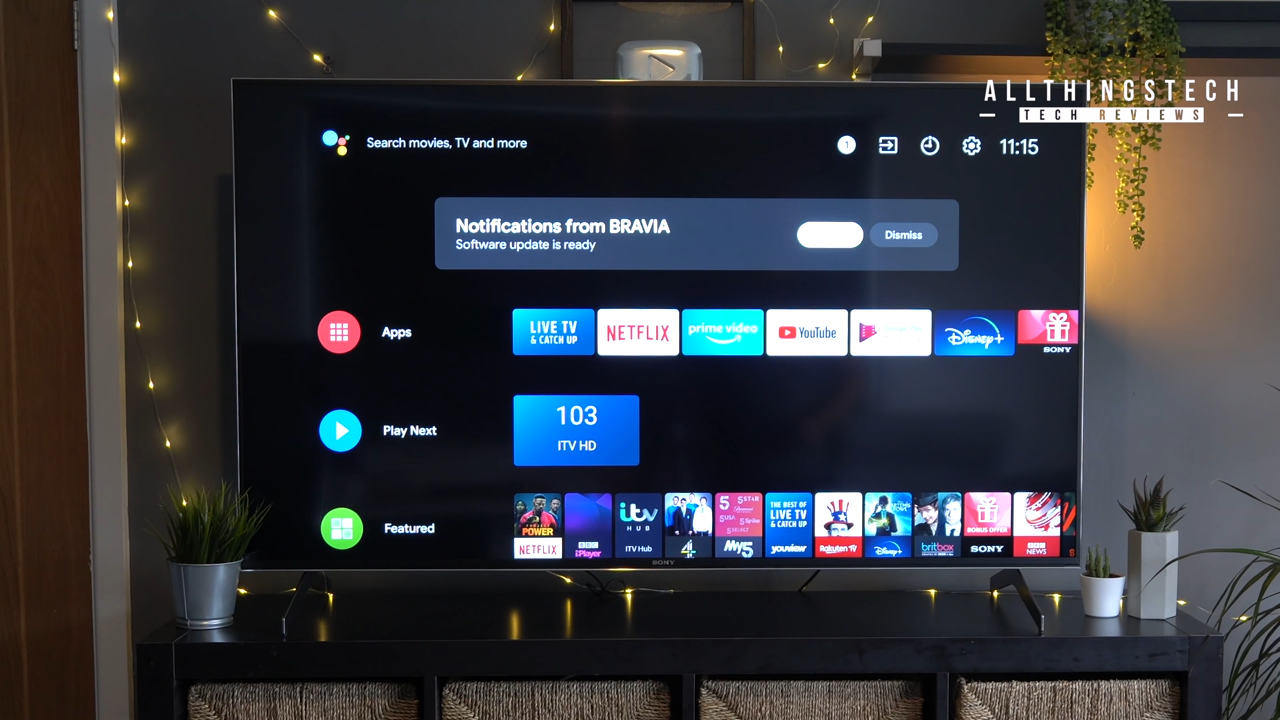 ALLTHINGSTECH
TECH REVIEWS
Search movies, TV and more
1
11:15
Notifications from BRAVIA
Software update is ready
Dismiss
Apps
LIVE TV
& CATCH UP
NETFLIX
prime video
YouTube
Disney+
SONY
Play Next
103
ITV HD
Featured
POWER
NETFLIX
BBC
iPlayer
itv
HUB
ITV Hub
4
5
5STAR
5USA
5SELECT
My5
THE BEST OF
LIVE TV
& CATCH UP
youview
Rakuten TV
Disney+
britbox
BONUS OFFER
SONY
BBC
NEWS
SONY